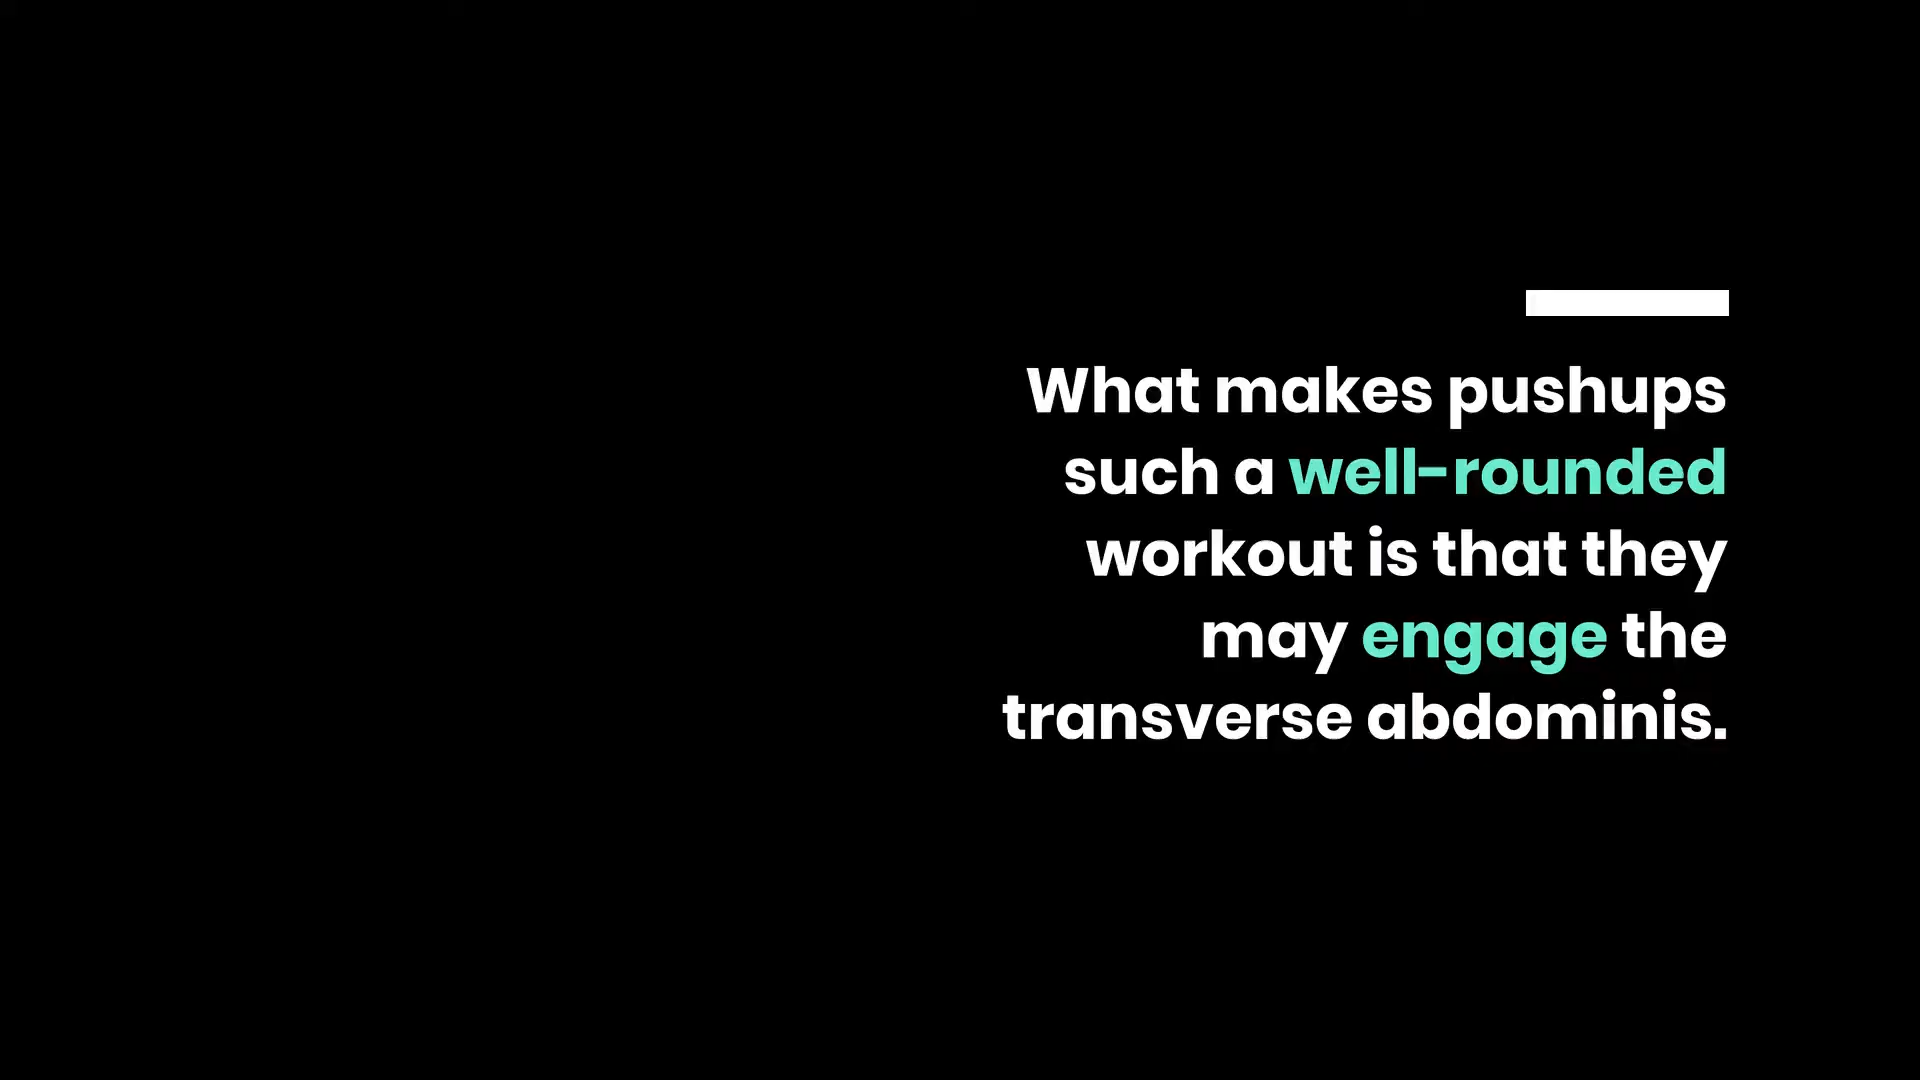 What makes pushups
such a well-rounded
workout is that they
may engage the
transverse abdominis.